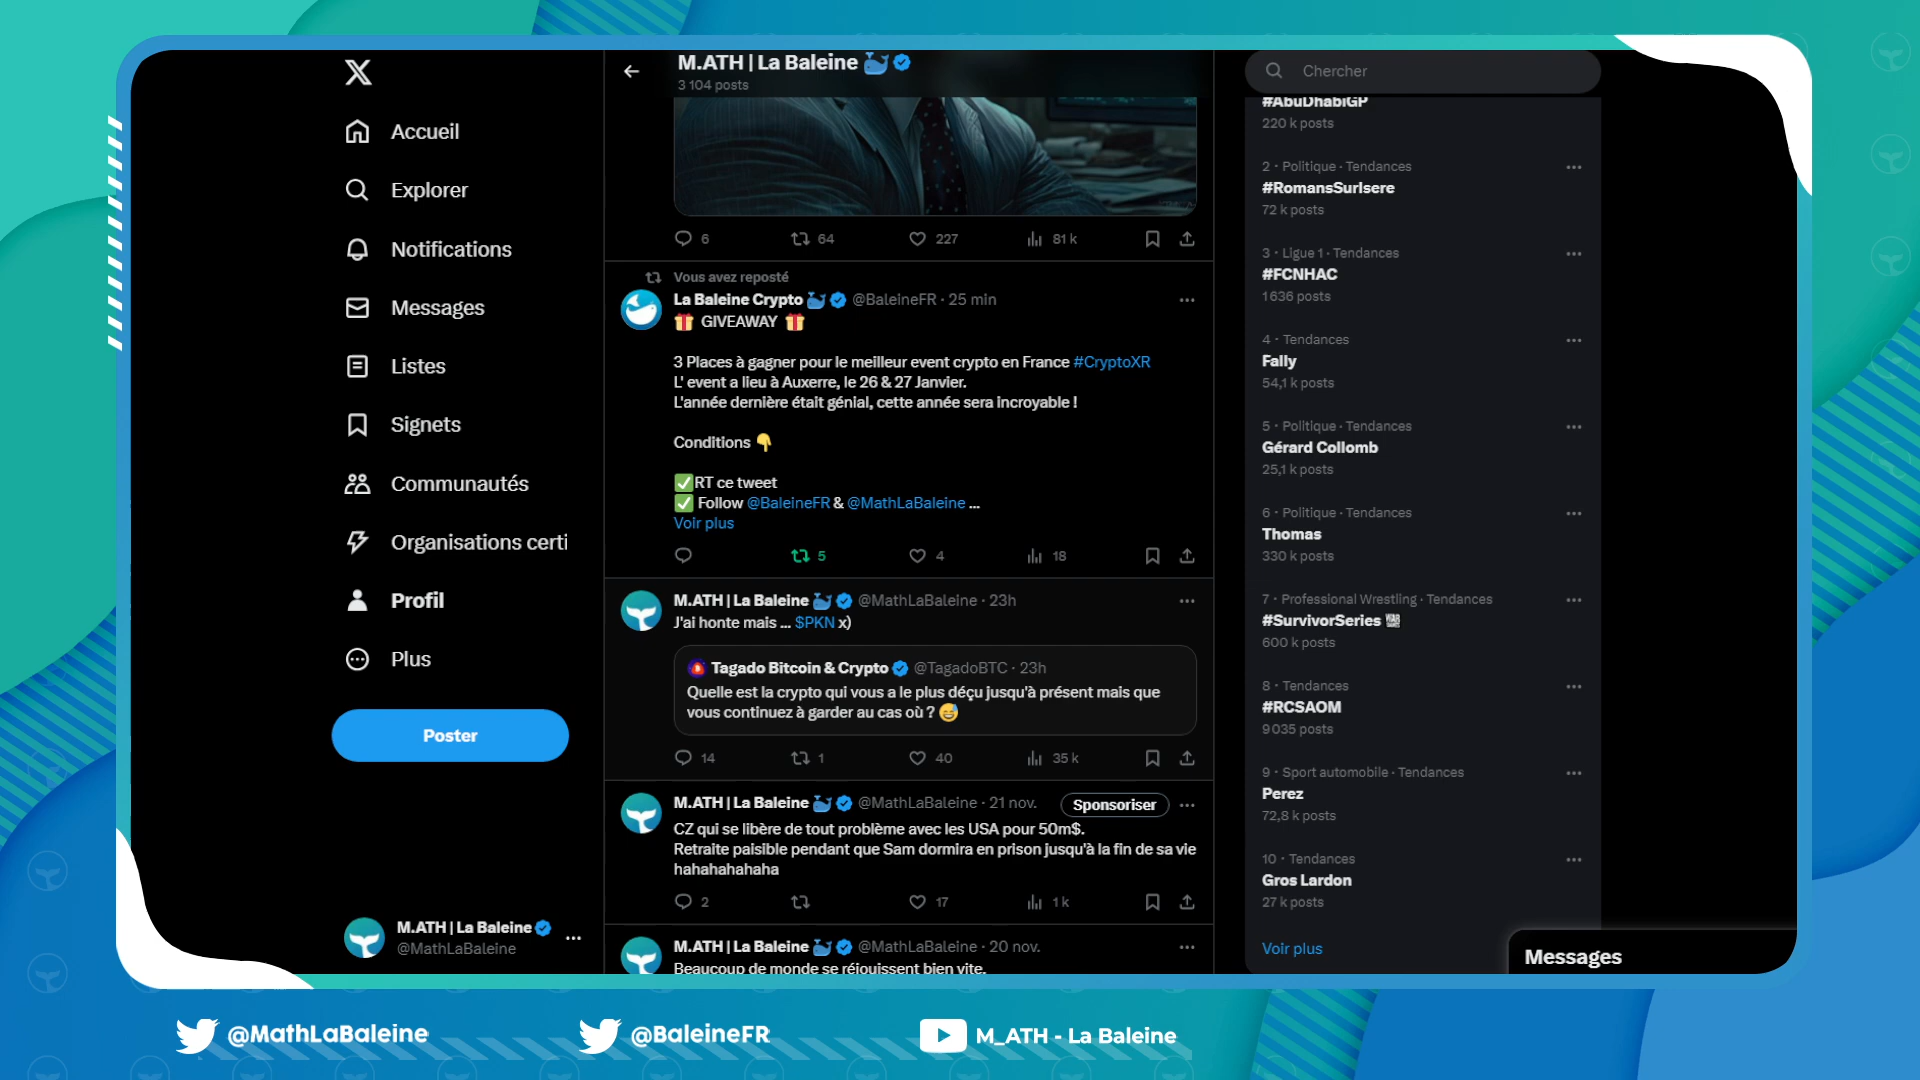 M.ATH | La Baleine
3 104 posts
Accueil
Explorer
Notifications
Messages
Listes
Signets
Communautés
Organisations certi
Profil
Plus
Poster
M.ATH | La Baleine
@MathLaBaleine
6 64 227 81 k
Vous avez reposté
La Baleine Crypto @BaleineFR · 25 min
🎁 GIVEAWAY 🎁
3 Places à gagner pour le meilleur event crypto en France #CryptoXR
L' event a lieu à Auxerre, le 26 & 27 Janvier.
L'année dernière était génial, cette année sera incroyable !
Conditions 👇
✅RT ce tweet
✅ Follow @BaleineFR & @MathLaBaleine ...
Voir plus
5 4 18
M.ATH | La Baleine @MathLaBaleine · 23h
J'ai honte mais ... $PKN x)
Tagado Bitcoin & Crypto @TagadoBTC · 23h
Quelle est la crypto qui vous a le plus déçu jusqu'à présent mais que
vous continuez à garder au cas où ? 😅
14 1 40 35 k
M.ATH | La Baleine @MathLaBaleine · 21 nov.
Sponsoriser
CZ qui se libère de tout problème avec les USA pour 50m$.
Retraite paisible pendant que Sam dormira en prison jusqu'à la fin de sa vie
hahahahahaha
2 17 1 k
M.ATH | La Baleine @MathLaBaleine · 20 nov.
Beaucoup de monde se réjouissent bien vite.
Chercher
#AbuDhabiGP
220 k posts
2 · Politique · Tendances
#RomansSurIsere
72 k posts
3 · Ligue 1 · Tendances
#FCNHAC
1 636 posts
4 · Tendances
Fally
54,1 k posts
5 · Politique · Tendances
Gérard Collomb
25,1 k posts
6 · Politique · Tendances
Thomas
330 k posts
7 · Professional Wrestling · Tendances
#SurvivorSeries
600 k posts
8 · Tendances
#RCSAOM
9 035 posts
9 · Sport automobile · Tendances
Perez
72,8 k posts
10 · Tendances
Gros Lardon
27 k posts
Voir plus
Messages
@MathLaBaleine
@BaleineFR
M_ATH - La Baleine